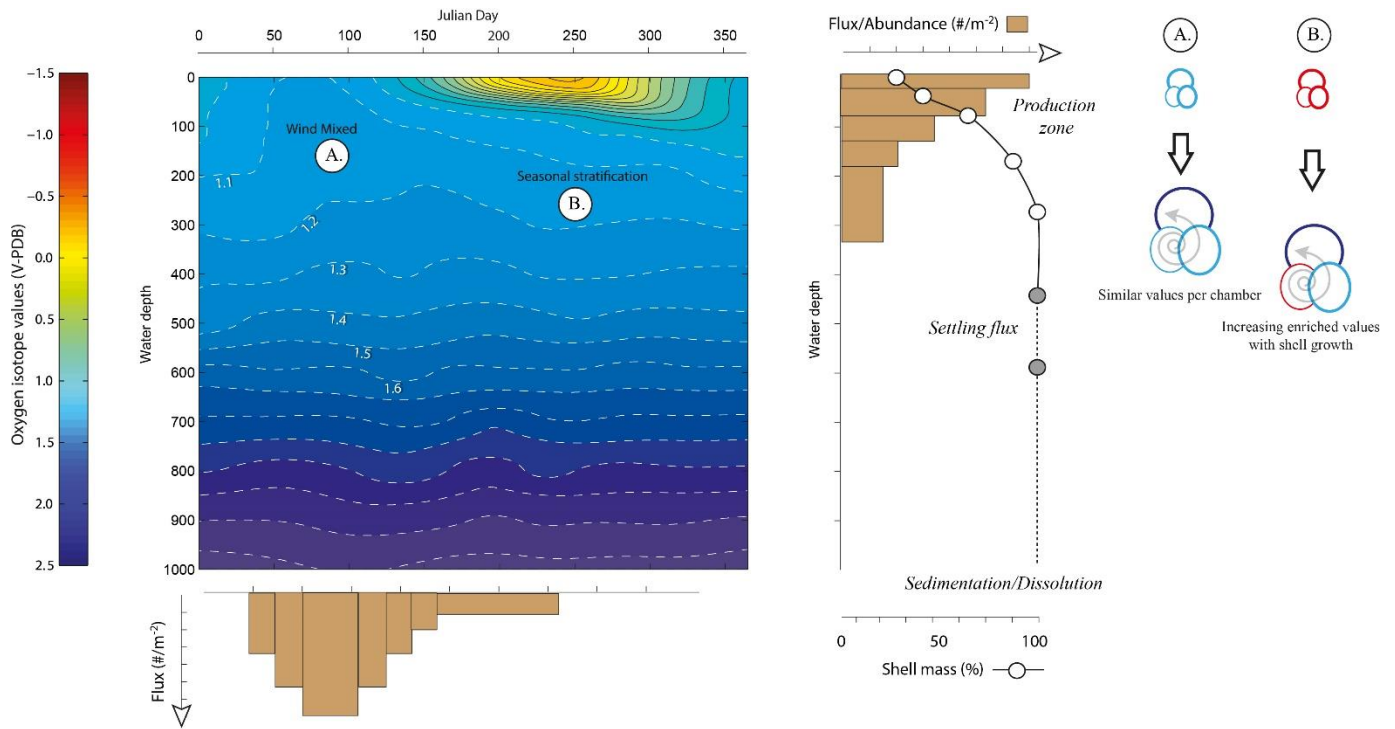 Julian Day
0 50 100 150 200 250 300 350
Oxygen isotope values (V-PDB)
−1.5
−1.0
−0.5
0.0
0.5
1.0
1.5
2.0
2.5
Water depth
0
100
200
300
400
500
600
700
800
900
1000
Wind Mixed
A.
Seasonal stratification
B.
1.1
1.2
1.3
1.4
1.5
1.6
Flux (#/m⁻²)
Flux/Abundance (#/m⁻²)
Production
zone
Water depth
Settling flux
Sedimentation/Dissolution
0 50 100
Shell mass (%)
A.
Similar values per chamber
B.
Increasing enriched values
with shell growth